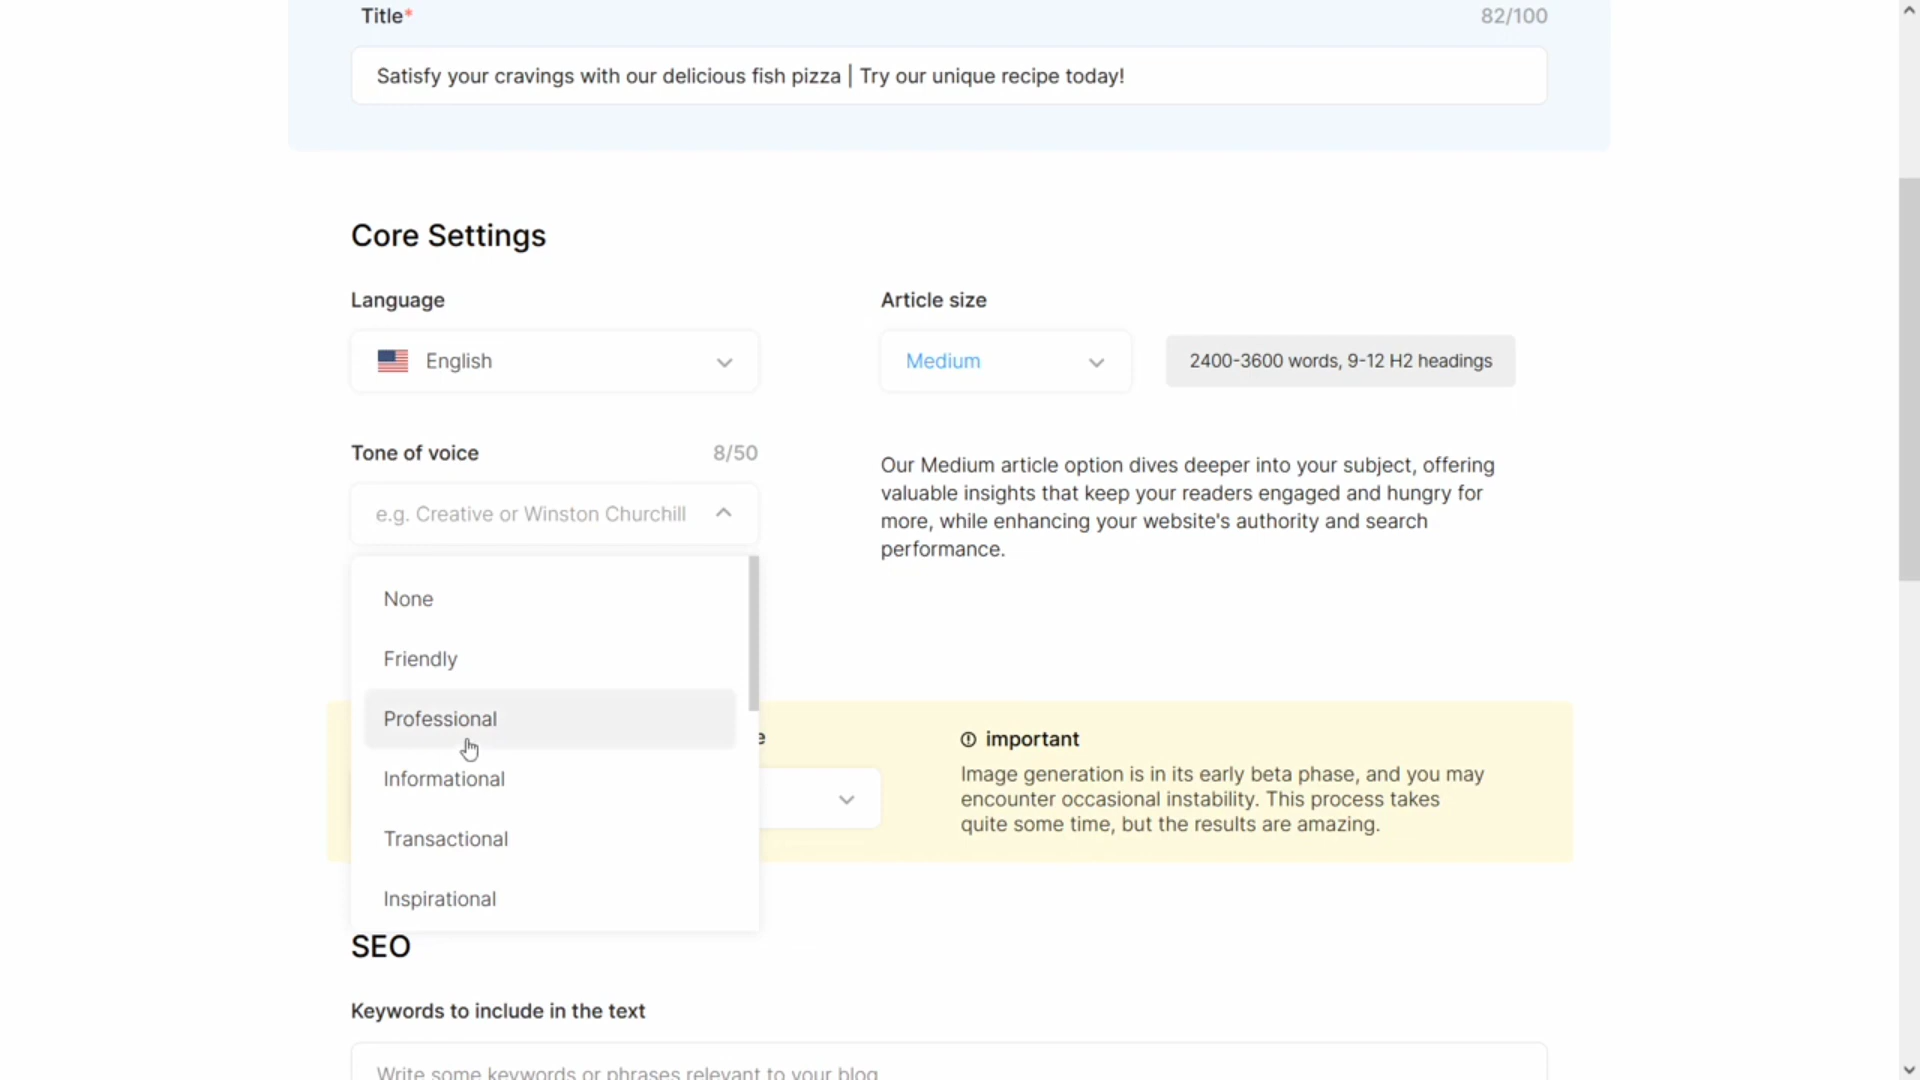 Title*
82/100
Satisfy your cravings with our delicious fish pizza | Try our unique recipe today!
Core Settings
Language
Article size
English
Medium
2400-3600 words, 9-12 H2 headings
Tone of voice
8/50
e.g. Creative or Winston Churchill
Our Medium article option dives deeper into your subject, offering
valuable insights that keep your readers engaged and hungry for
more, while enhancing your website's authority and search
performance.
None
Friendly
Professional
Informational
Transactional
Inspirational
e
important
Image generation is in its early beta phase, and you may
encounter occasional instability. This process takes
quite some time, but the results are amazing.
SEO
Keywords to include in the text
Write some keywords or phrases relevant to your blog